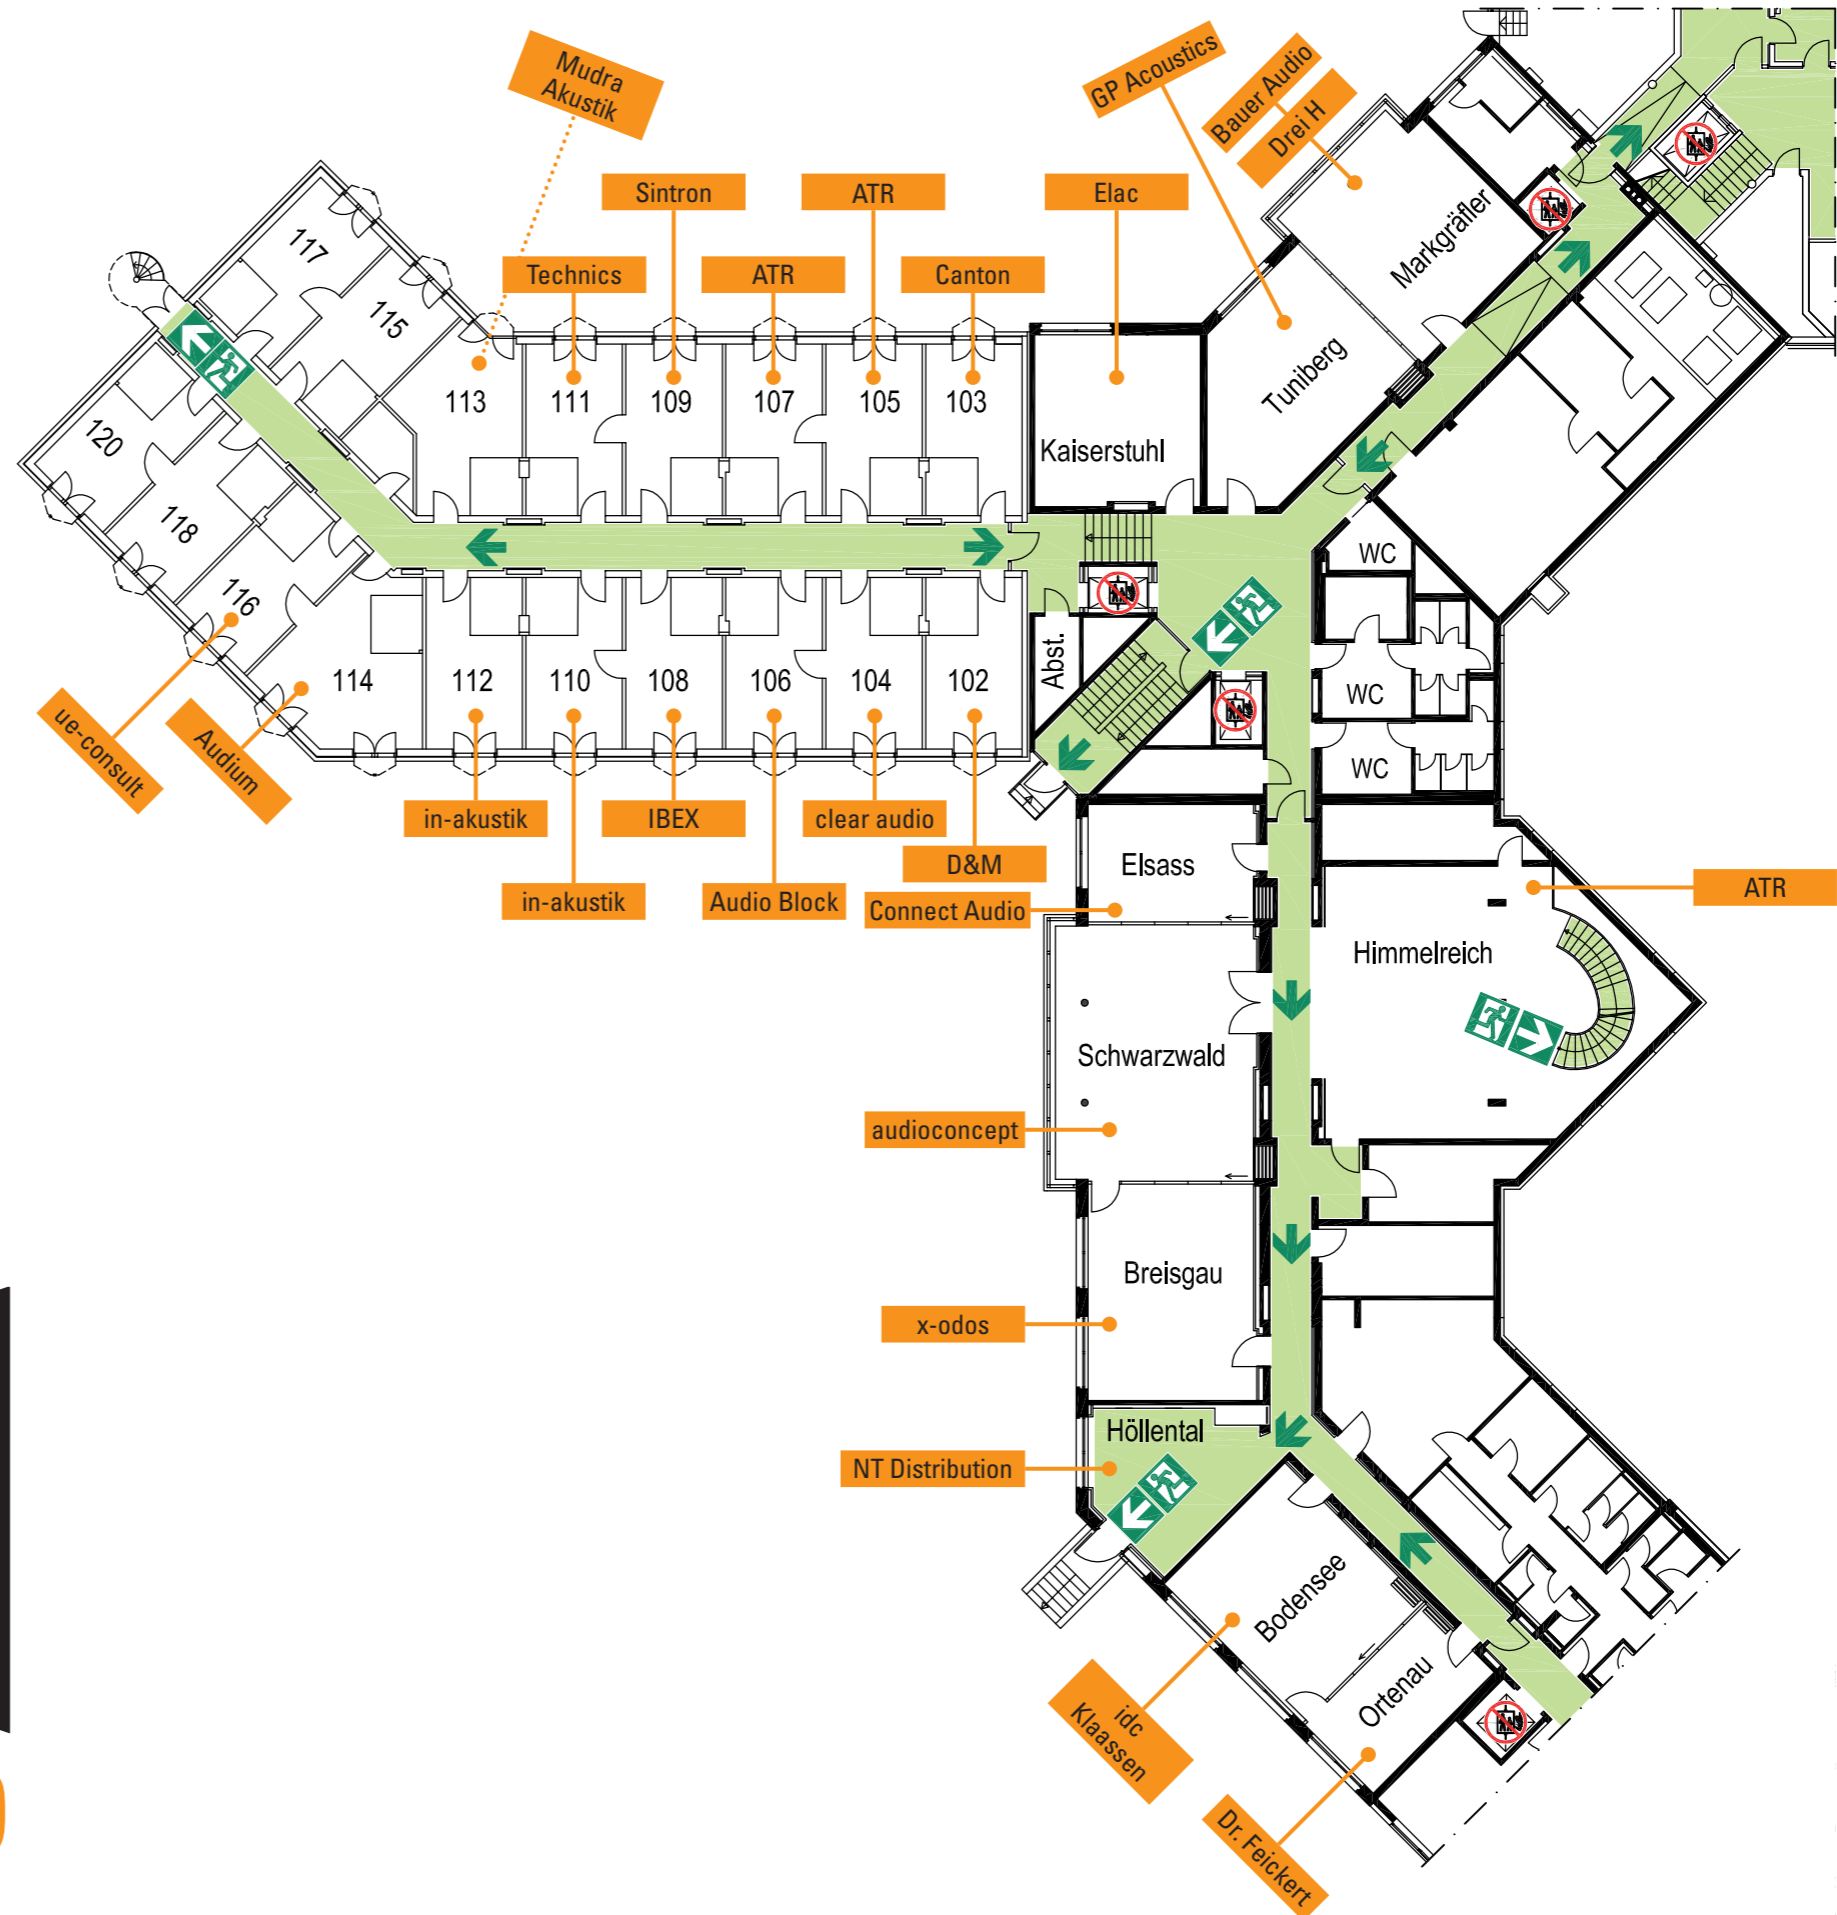 Mudra
Akustik
GP Acoustics
Bauer Audio
Drei H
Sintron
ATR
Elac
Technics
ATR
Canton
117
115
113
111
109
107
105
103
Kaiserstuhl
Tuniberg
Markgräfler
120
118
116
114
112
110
108
106
104
102
Abst.
WC
WC
WC
ue-consult
Audium
in-akustik
IBEX
clear audio
D&M
in-akustik
Audio Block
Connect Audio
Elsass
ATR
Himmelreich
Schwarzwald
audioconcept
Breisgau
x-odos
Höllental
NT Distribution
Bodensee
Ortenau
idc
Klaassen
Dr. Feickert